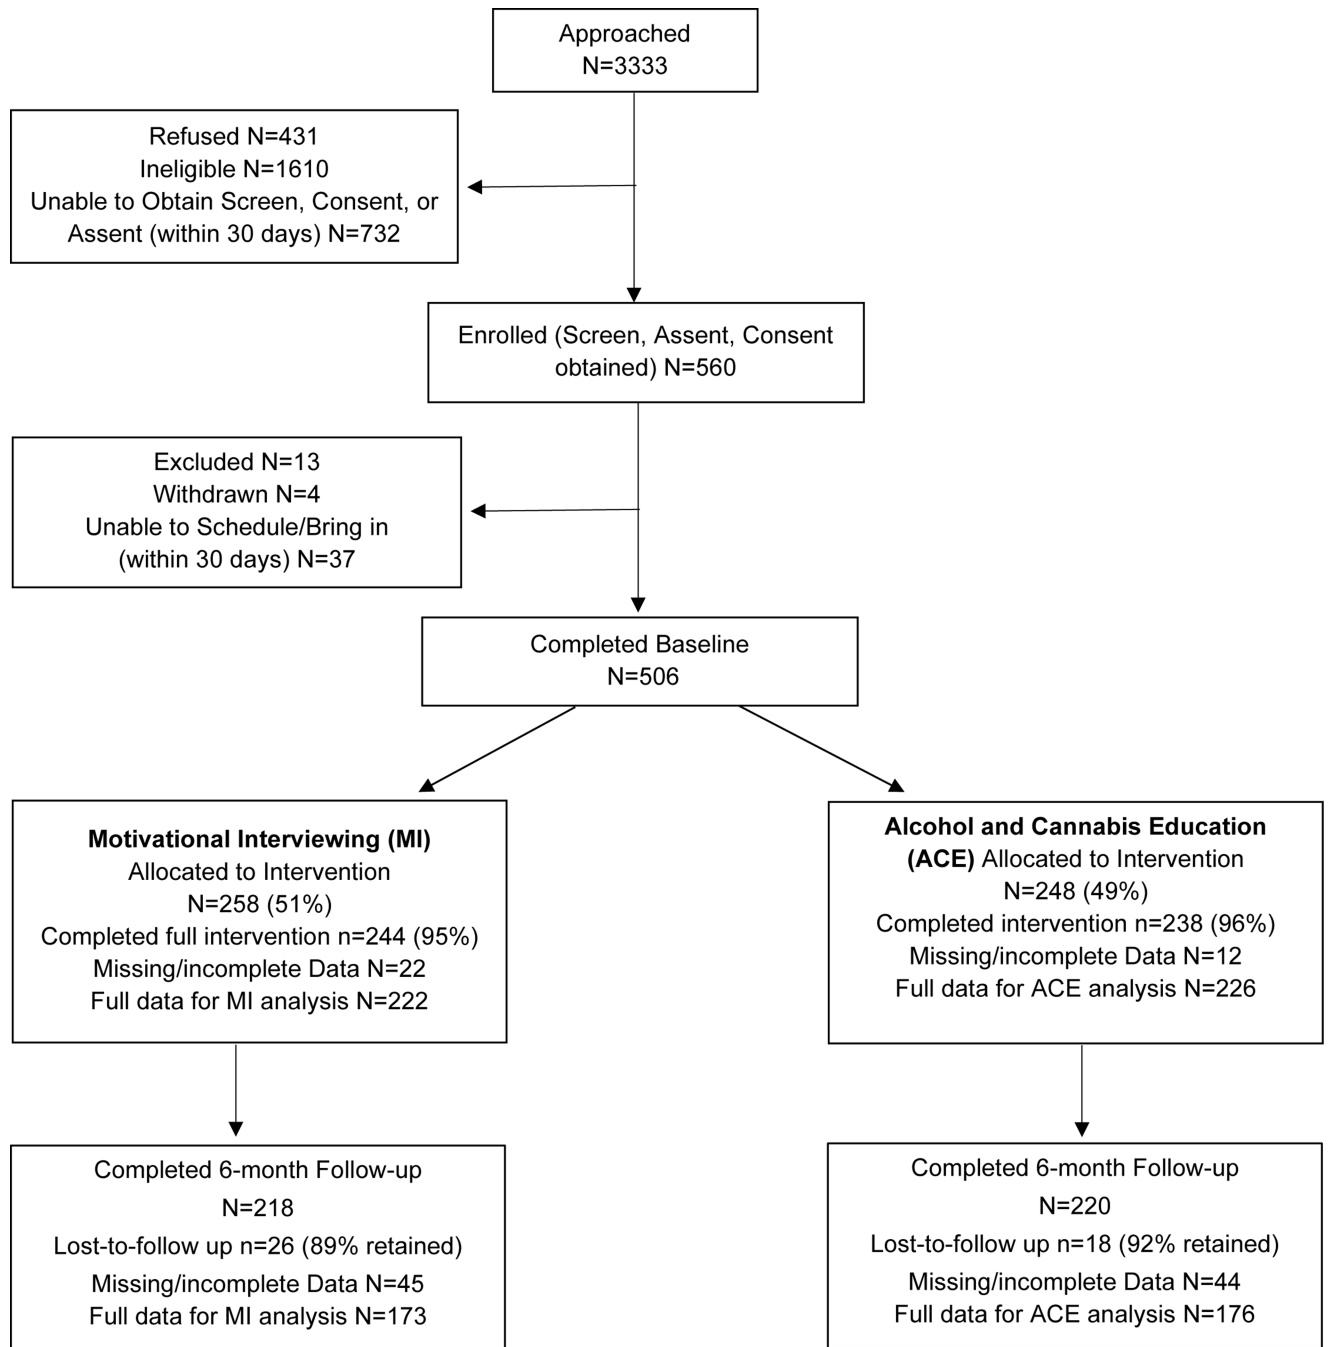 Approached
N=3333
Refused N=431
Ineligible N=1610
Unable to Obtain Screen, Consent, or
Assent (within 30 days) N=732
Enrolled (Screen, Assent, Consent
obtained) N=560
Excluded N=13
Withdrawn N=4
Unable to Schedule/Bring in
(within 30 days) N=37
Completed Baseline
N=506
Motivational Interviewing (MI)
Allocated to Intervention
N=258 (51%)
Completed full intervention n=244 (95%)
Missing/incomplete Data N=22
Full data for MI analysis N=222
Alcohol and Cannabis Education
(ACE) Allocated to Intervention
N=248 (49%)
Completed intervention n=238 (96%)
Missing/incomplete Data N=12
Full data for ACE analysis N=226
Completed 6-month Follow-up
N=218
Lost-to-follow up n=26 (89% retained)
Missing/incomplete Data N=45
Full data for MI analysis N=173
Completed 6-month Follow-up
N=220
Lost-to-follow up n=18 (92% retained)
Missing/incomplete Data N=44
Full data for ACE analysis N=176